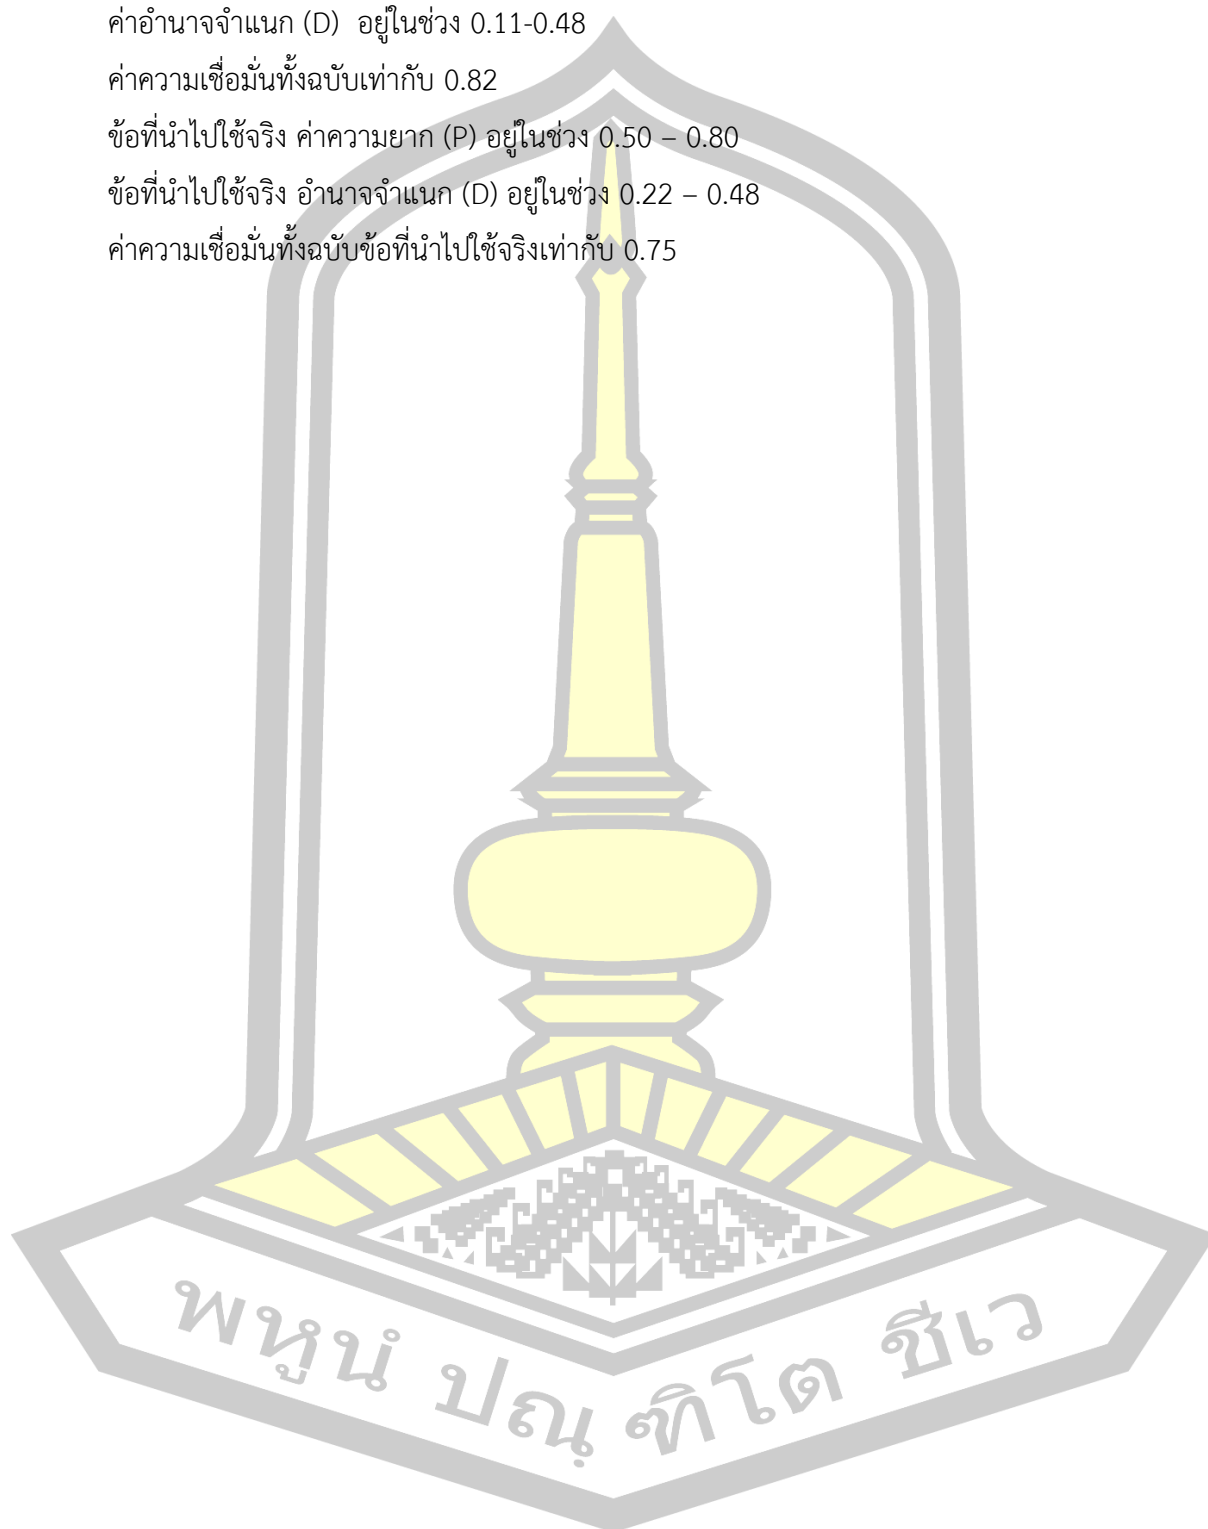 ค่าอำนาจจำแนก (D)  อยู่ในช่วง 0.11-0.48
ค่าความเชื่อมั่นทั้งฉบับเท่ากับ 0.82
ข้อที่นำไปใช้จริง ค่าความยาก (P) อยู่ในช่วง 0.50 – 0.80
ข้อที่นำไปใช้จริง อำนาจจำแนก (D) อยู่ในช่วง 0.22 – 0.48
ค่าความเชื่อมั่นทั้งฉบับข้อที่นำไปใช้จริงเท่ากับ 0.75
พหูนํ ปณฺฑิโต ชีเว